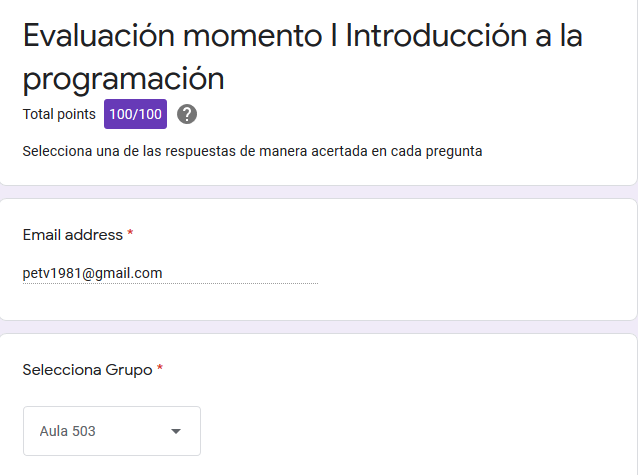 Evaluación momento I Introducción a la
programación
Total points 100/100 ?
Selecciona una de las respuestas de manera acertada en cada pregunta
Email address *
petv1981@gmail.com
Selecciona Grupo *
Aula 503